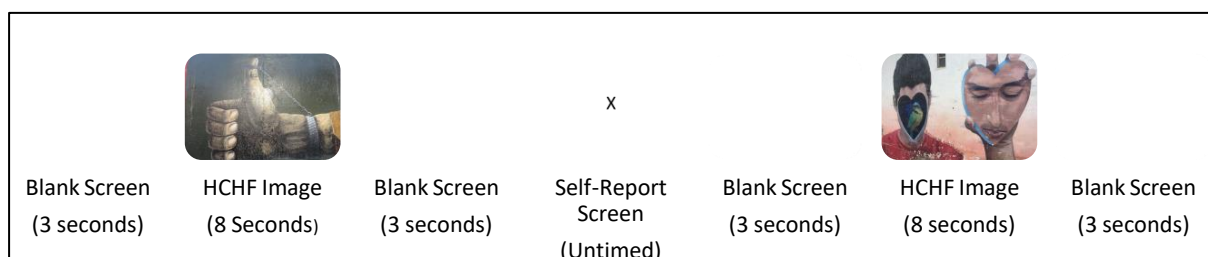 X
Blank Screen
(3 seconds)
HCHF Image
(8 Seconds)
Blank Screen
(3 seconds)
Self-Report
Screen
(Untimed)
Blank Screen
(3 seconds)
HCHF Image
(8 seconds)
Blank Screen
(3 seconds)